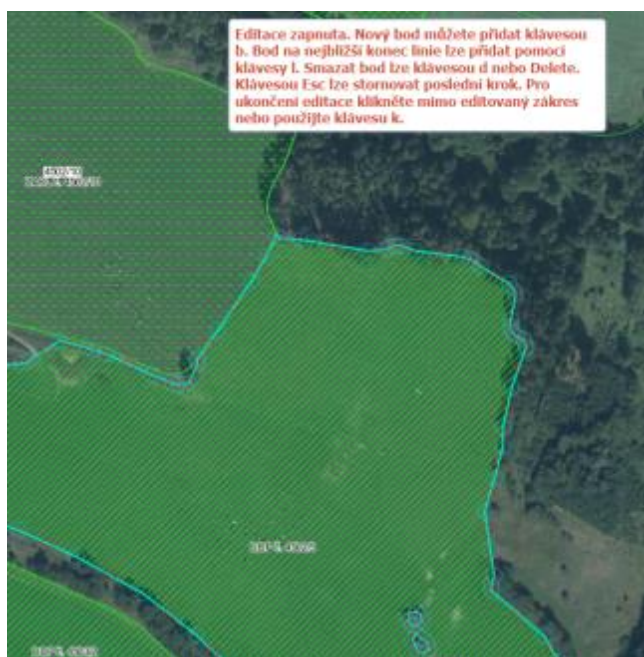 Editace zapnuta. Nový bod můžete přidat klávesou
b. Bod na nejbližší konec linie lze přidat pomocí
klávesy l. Smazat bod lze klávesou d nebo Delete.
Klávesou Esc lze stornovat poslední krok. Pro
ukončení editace klikněte mimo editovaný zákres
nebo použijte klávesu k.